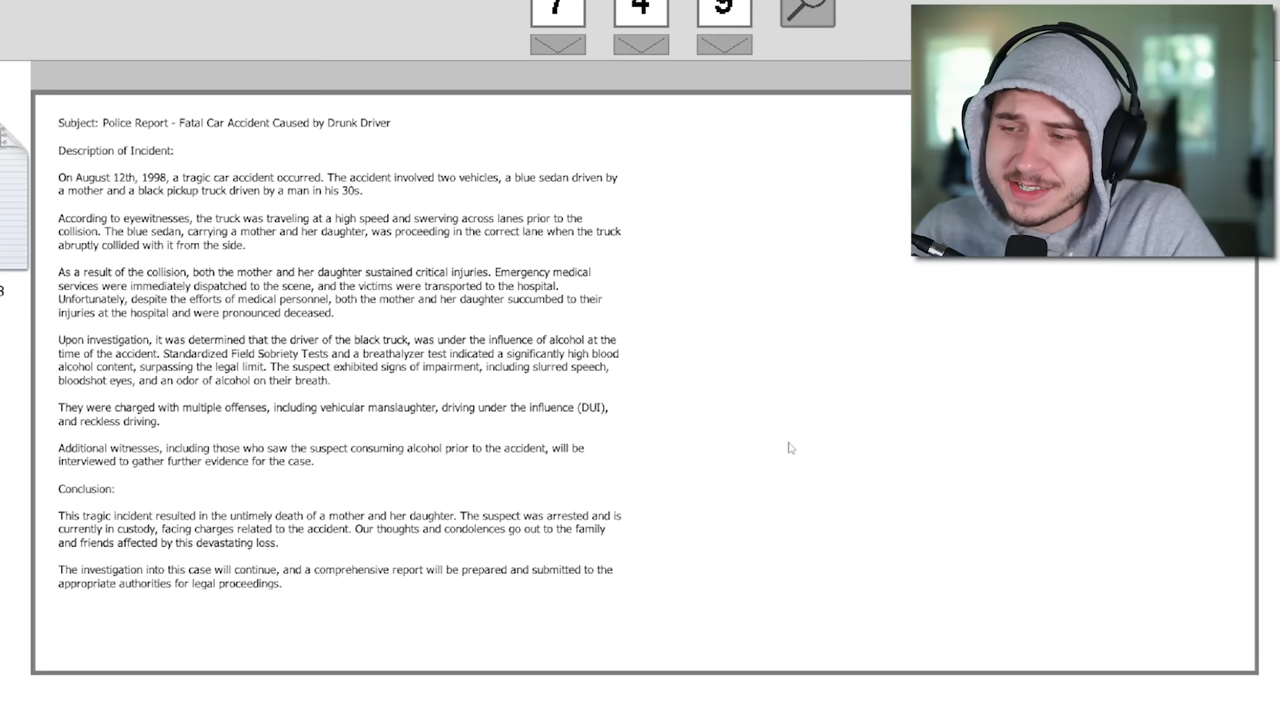 7 4 9
Subject: Police Report - Fatal Car Accident Caused by Drunk Driver
Description of Incident:
On August 12th, 1998, a tragic car accident occurred. The accident involved two vehicles, a blue sedan driven by
a mother and a black pickup truck driven by a man in his 30s.
According to eyewitnesses, the truck was traveling at a high speed and swerving across lanes prior to the
collision. The blue sedan, carrying a mother and her daughter, was proceeding in the correct lane when the truck
abruptly collided with it from the side.
As a result of the collision, both the mother and her daughter sustained critical injuries. Emergency medical
services were immediately dispatched to the scene, and the victims were transported to the hospital.
Unfortunately, despite the efforts of medical personnel, both the mother and her daughter succumbed to their
injuries at the hospital and were pronounced deceased.
Upon investigation, it was determined that the driver of the black truck, was under the influence of alcohol at the
time of the accident. Standardized Field Sobriety Tests and a breathalyzer test indicated a significantly high blood
alcohol content, surpassing the legal limit. The suspect exhibited signs of impairment, including slurred speech,
bloodshot eyes, and an odor of alcohol on their breath.
They were charged with multiple offenses, including vehicular manslaughter, driving under the influence (DUI),
and reckless driving.
Additional witnesses, including those who saw the suspect consuming alcohol prior to the accident, will be
interviewed to gather further evidence for the case.
Conclusion:
This tragic incident resulted in the untimely death of a mother and her daughter. The suspect was arrested and is
currently in custody, facing charges related to the accident. Our thoughts and condolences go out to the family
and friends affected by this devastating loss.
The investigation into this case will continue, and a comprehensive report will be prepared and submitted to the
appropriate authorities for legal proceedings.